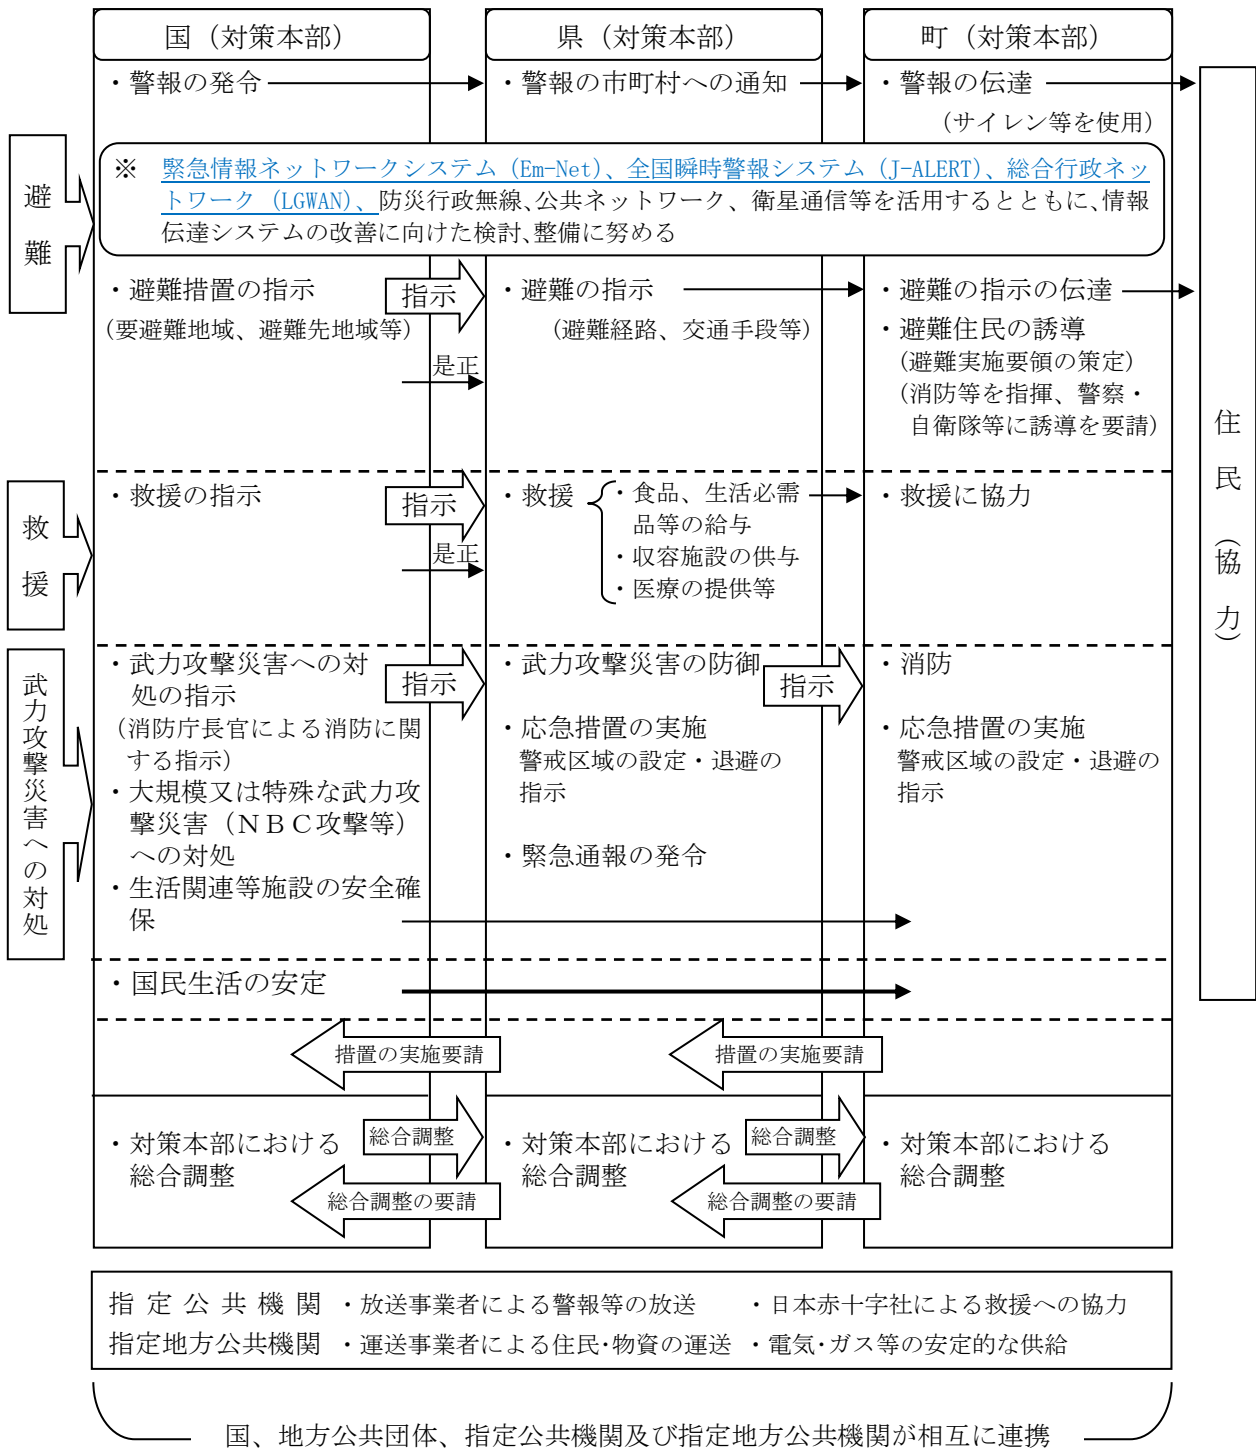 国（対策本部）
県（対策本部）
町（対策本部）
・警報の発令
・警報の市町村への通知
・警報の伝達
（サイレン等を使用）
避難
※　緊急情報ネットワークシステム（Em-Net）、全国瞬時警報システム（J-ALERT）、総合行政ネッ
トワーク（LGWAN）、防災行政無線、公共ネットワーク、衛星通信等を活用するとともに、情報
伝達システムの改善に向けた検討、整備に努める
・避難措置の指示
指示
・避難の指示
・避難の指示の伝達
（要避難地域、避難先地域等）
（避難経路、交通手段等）
・避難住民の誘導
是正
（避難実施要領の策定）
（消防等を指揮、警察・
自衛隊等に誘導を要請）
住民（協力）
救援
・救援の指示
指示
・救援
・食品、生活必需
品等の給与
・収容施設の供与
・医療の提供等
・救援に協力
是正
武力攻撃災害への対処
・武力攻撃災害への対
処の指示
（消防庁長官による消防に関
する指示）
・大規模又は特殊な武力攻
撃災害（ＮＢＣ攻撃等）
への対処
・生活関連等施設の安全確
保
指示
・武力攻撃災害の防御
・応急措置の実施
警戒区域の設定・退避の
指示
・緊急通報の発令
指示
・消防
・応急措置の実施
警戒区域の設定・退避の
指示
・国民生活の安定
措置の実施要請
措置の実施要請
・対策本部における
総合調整
総合調整
総合調整の要請
・対策本部における
総合調整
総合調整
総合調整の要請
・対策本部における
総合調整
指定公共機関　・放送事業者による警報等の放送　・日本赤十字社による救援への協力
指定地方公共機関　・運送事業者による住民・物資の運送　・電気・ガス等の安定的な供給
国、地方公共団体、指定公共機関及び指定地方公共機関が相互に連携